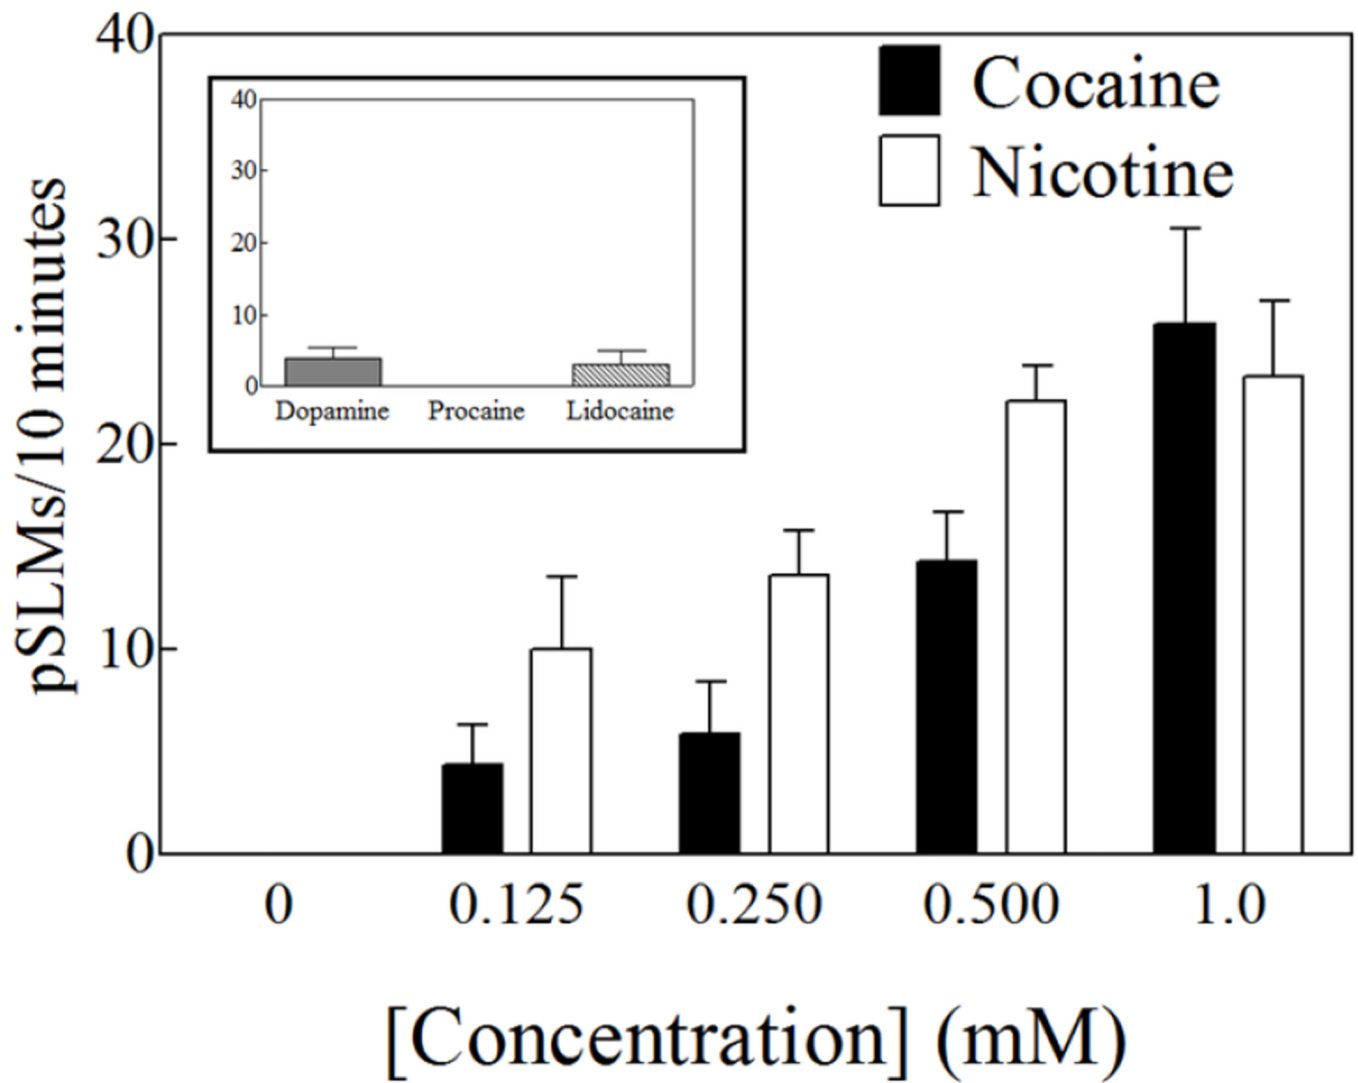 40
30
20
10
0
pSLMs/10 minutes
Cocaine
Nicotine
40
30
20
10
0
Dopamine Procaine Lidocaine
0 0.125 0.250 0.500 1.0
[Concentration] (mM)